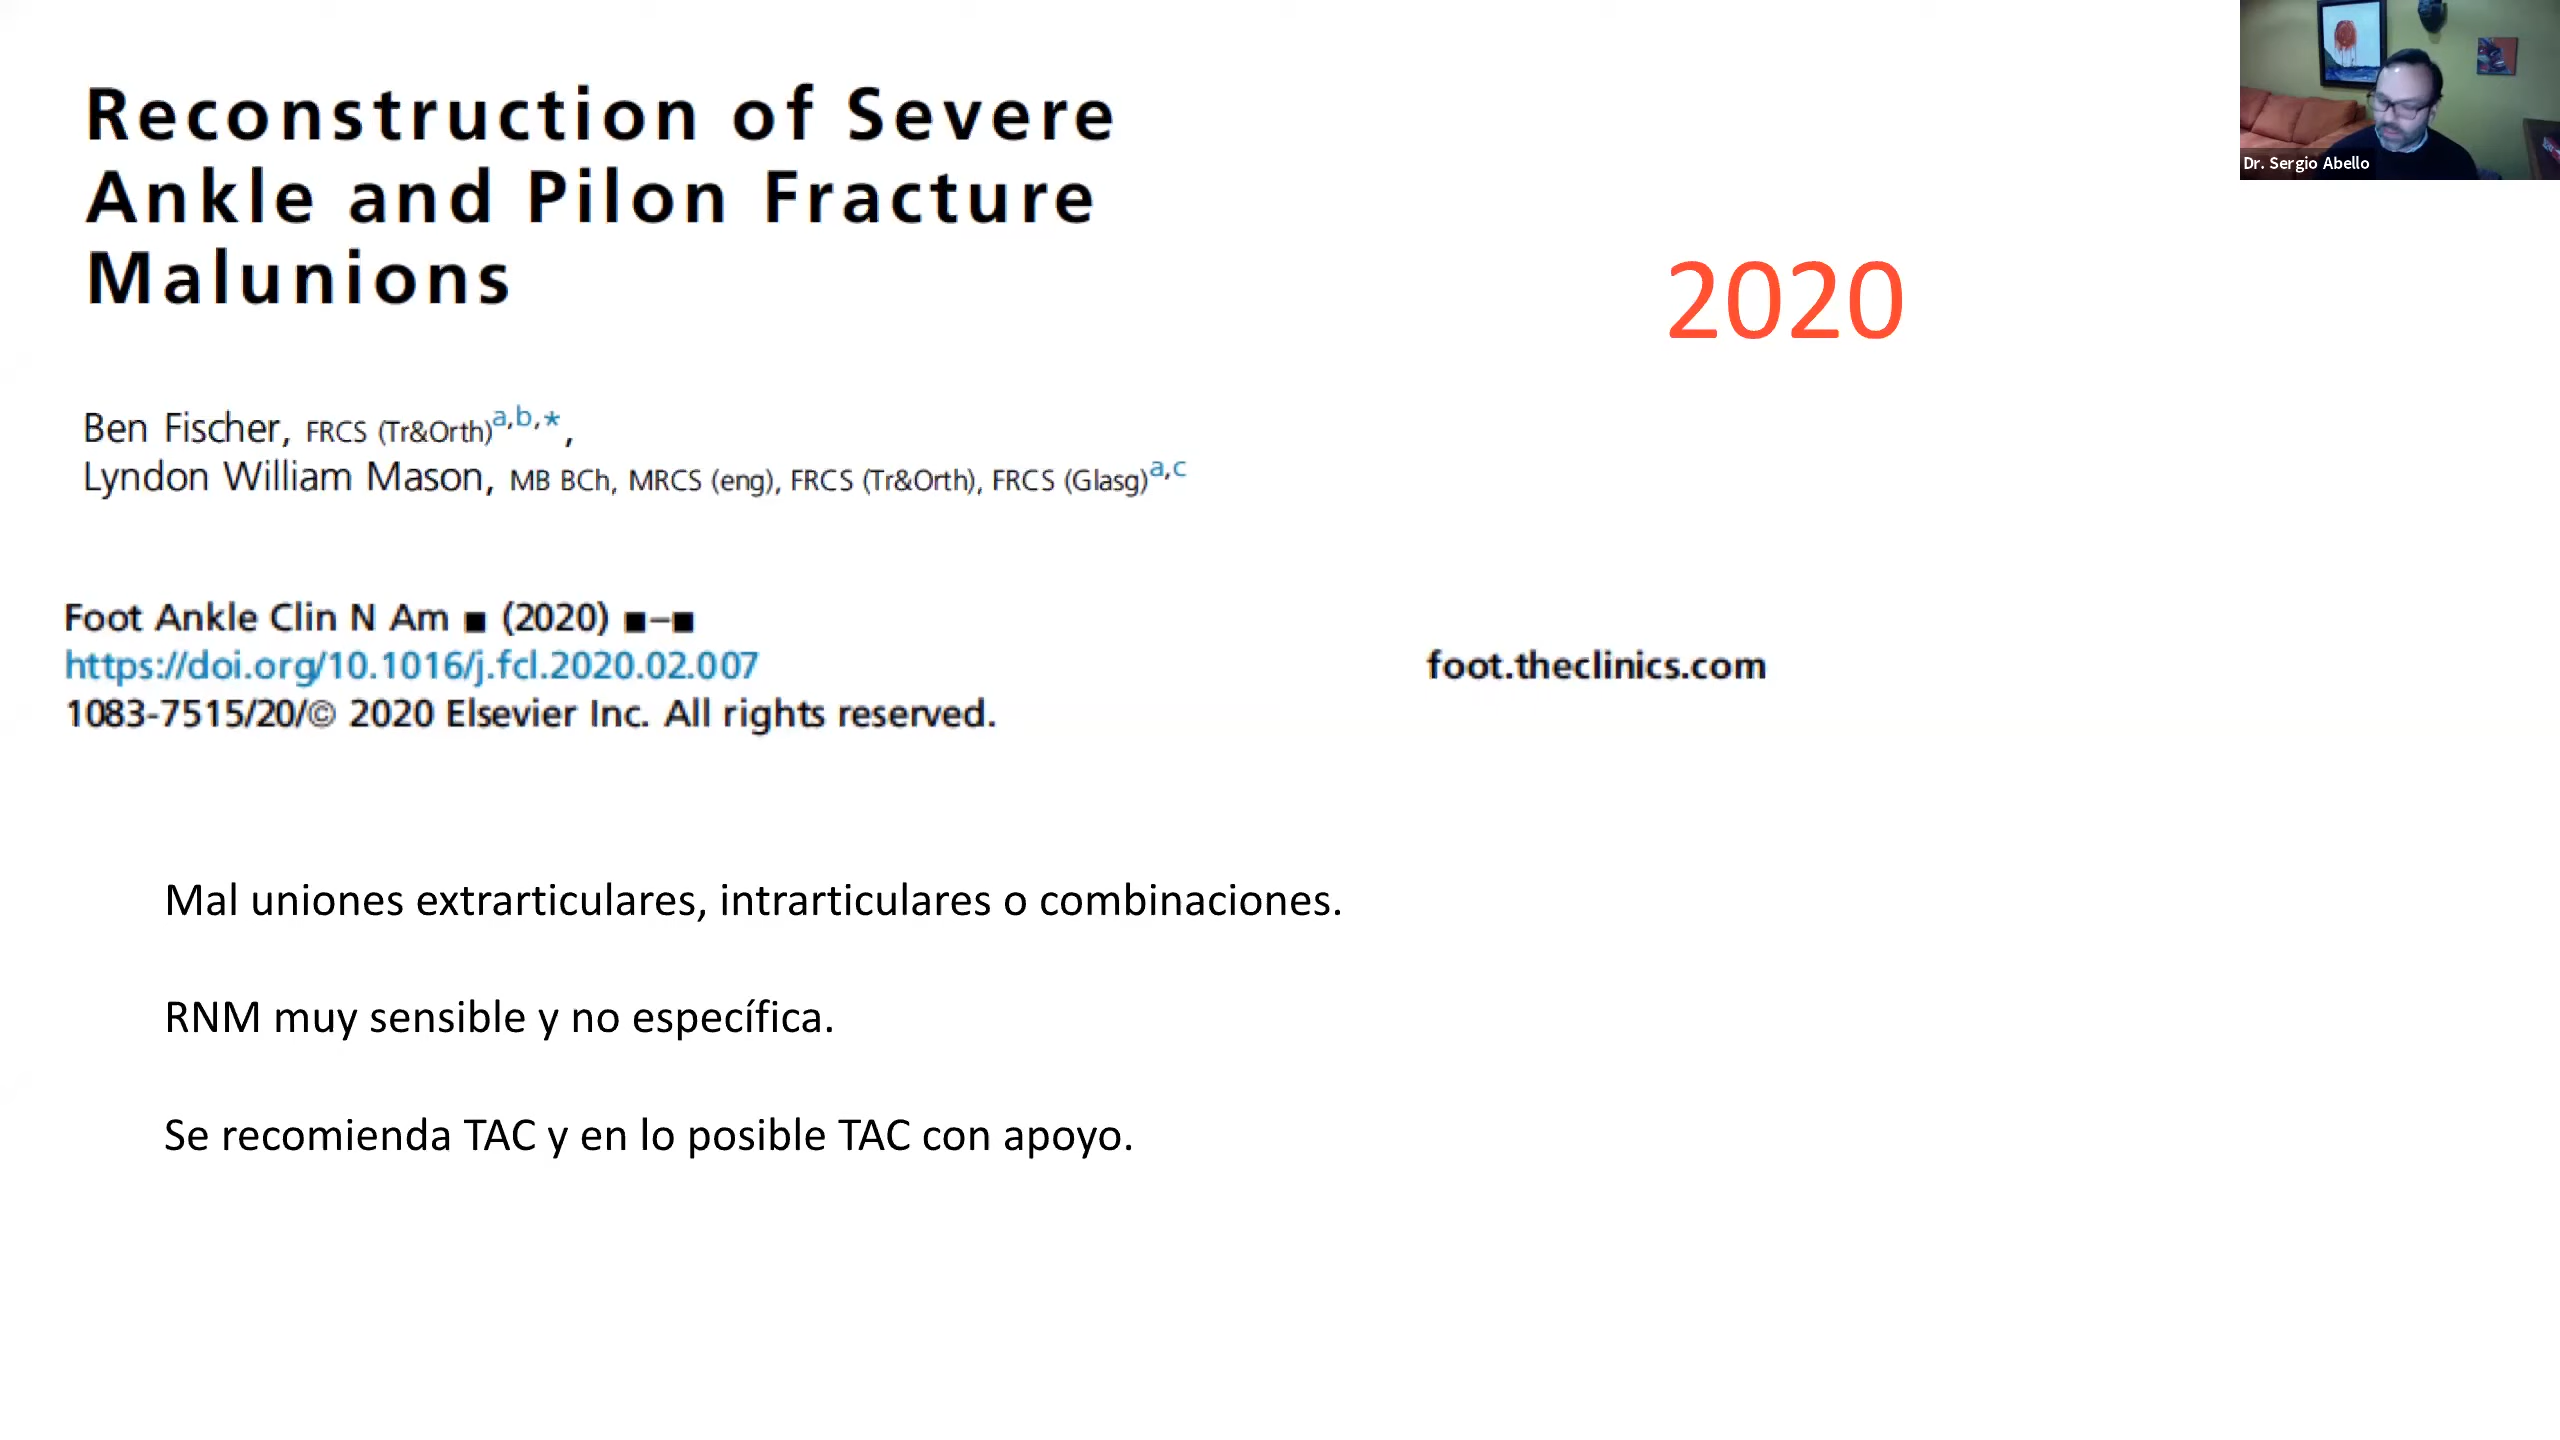 Reconstruction of Severe
Ankle and Pilon Fracture
Malunions
Dr. Sergio Abello
2020
Ben Fischer, FRCS (Tr&Orth)a,b,*,
Lyndon William Mason, MB BCh, MRCS (eng), FRCS (Tr&Orth), FRCS (Glasg)a,c
Foot Ankle Clin N Am ■ (2020) ■–■
https://doi.org/10.1016/j.fcl.2020.02.007
foot.theclinics.com
1083-7515/20/© 2020 Elsevier Inc. All rights reserved.
Mal uniones extrarticulares, intrarticulares o combinaciones.
RNM muy sensible y no específica.
Se recomienda TAC y en lo posible TAC con apoyo.